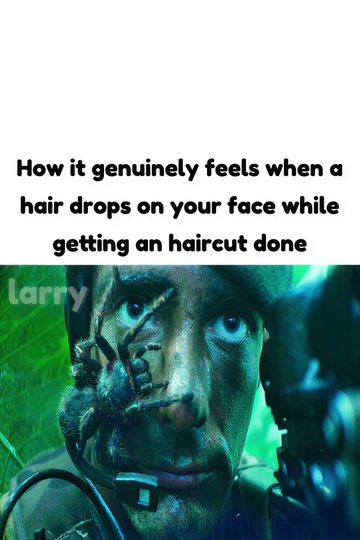 How it genuinely feels when a
hair drops on your face while
getting an haircut done
larry